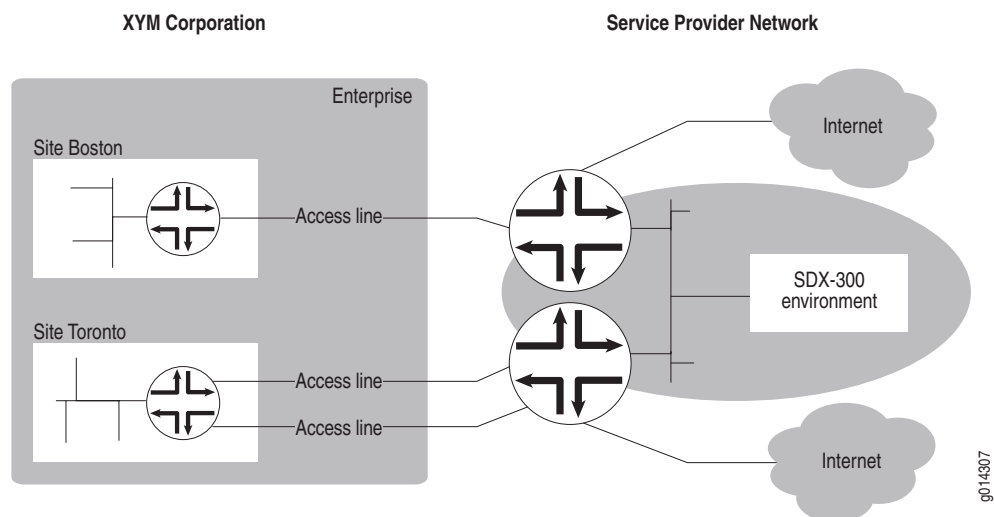 XYM Corporation
Service Provider Network
Enterprise
Internet
Site Boston
Access line
SDX-300
environment
Site Toronto
Access line
Access line
Internet
g014307